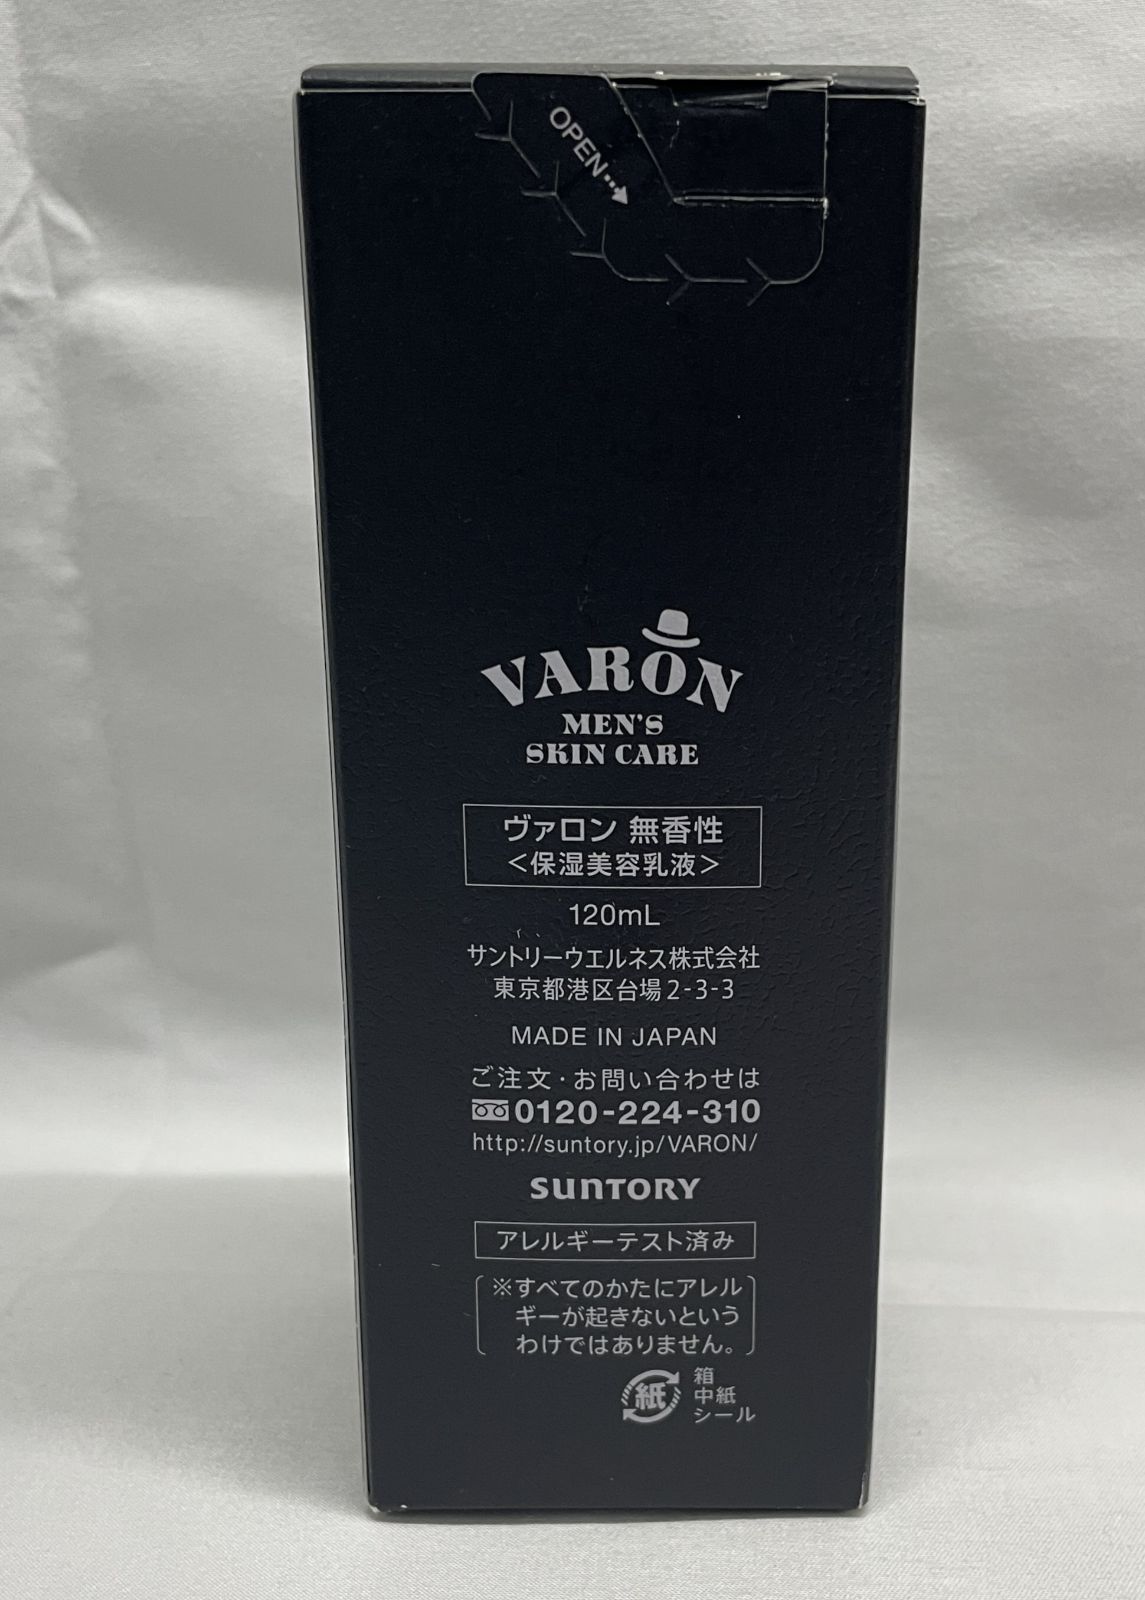 OPEN
VARON
MEN'S
SKIN CARE
ヴァロン 無香性
＜保湿美容乳液＞
120mL
サントリーウエルネス株式会社
東京都港区台場2-3-3
MADE IN JAPAN
ご注文・お問い合わせは
0120-224-310
http://suntory.jp/VARON/
SUNTORY
アレルギーテスト済み
※すべてのかたにアレル
ギーが起きないという
わけではありません。
紙
箱
中紙
シール